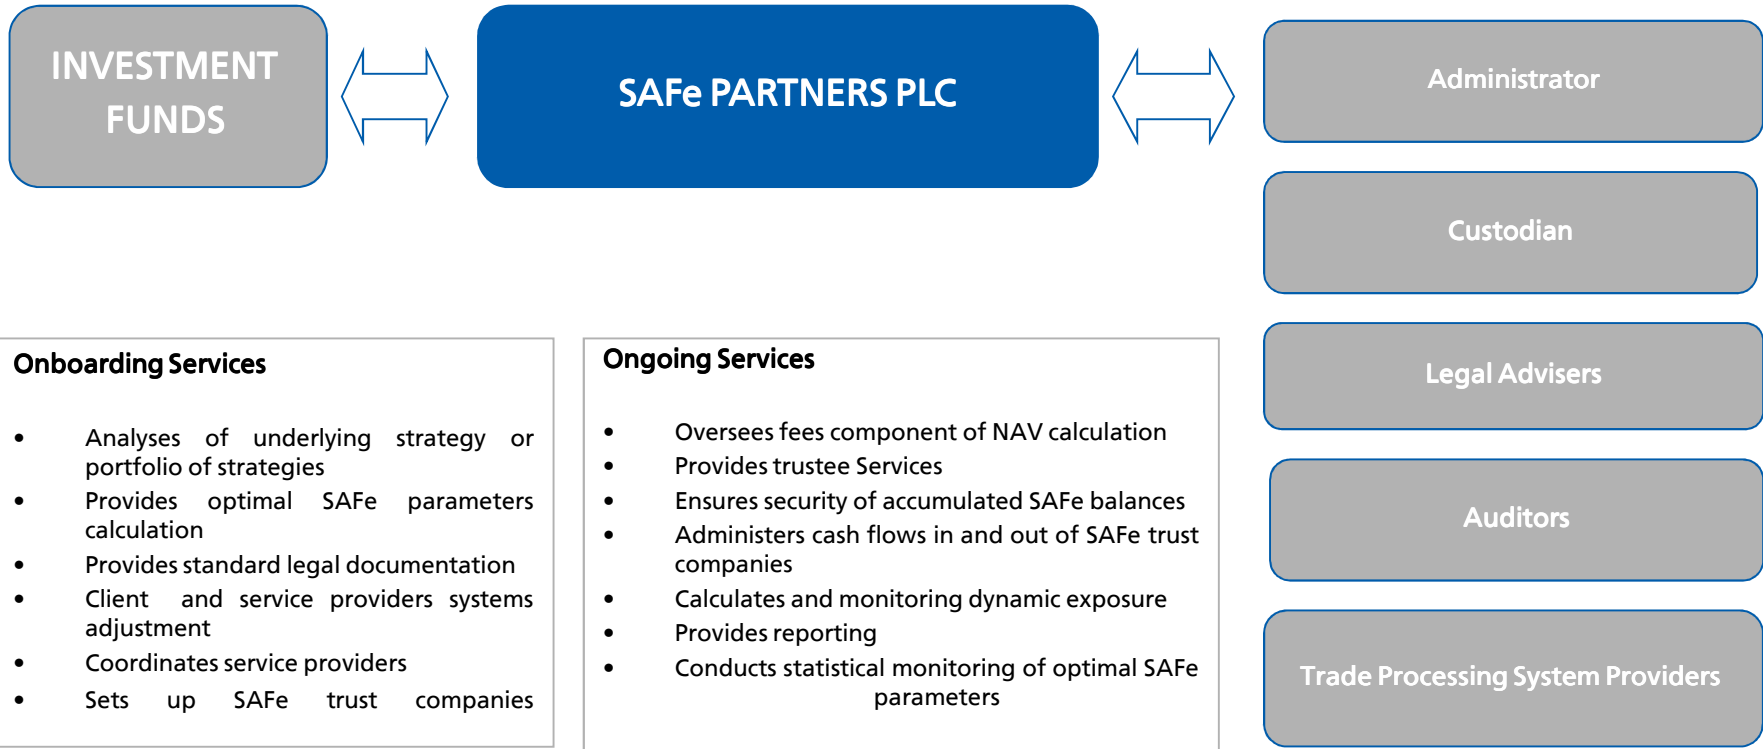 INVESTMENT
FUNDS
SAFe PARTNERS PLC
Administrator
Custodian
Legal Advisers
Auditors
Trade Processing System Providers
Onboarding Services
• Analyses of underlying strategy or
portfolio of strategies
• Provides optimal SAFe parameters
calculation
• Provides standard legal documentation
• Client and service providers systems
adjustment
• Coordinates service providers
• Sets up SAFe trust companies
Ongoing Services
• Oversees fees component of NAV calculation
• Provides trustee Services
• Ensures security of accumulated SAFe balances
• Administers cash flows in and out of SAFe trust
companies
• Calculates and monitoring dynamic exposure
• Provides reporting
• Conducts statistical monitoring of optimal SAFe
parameters